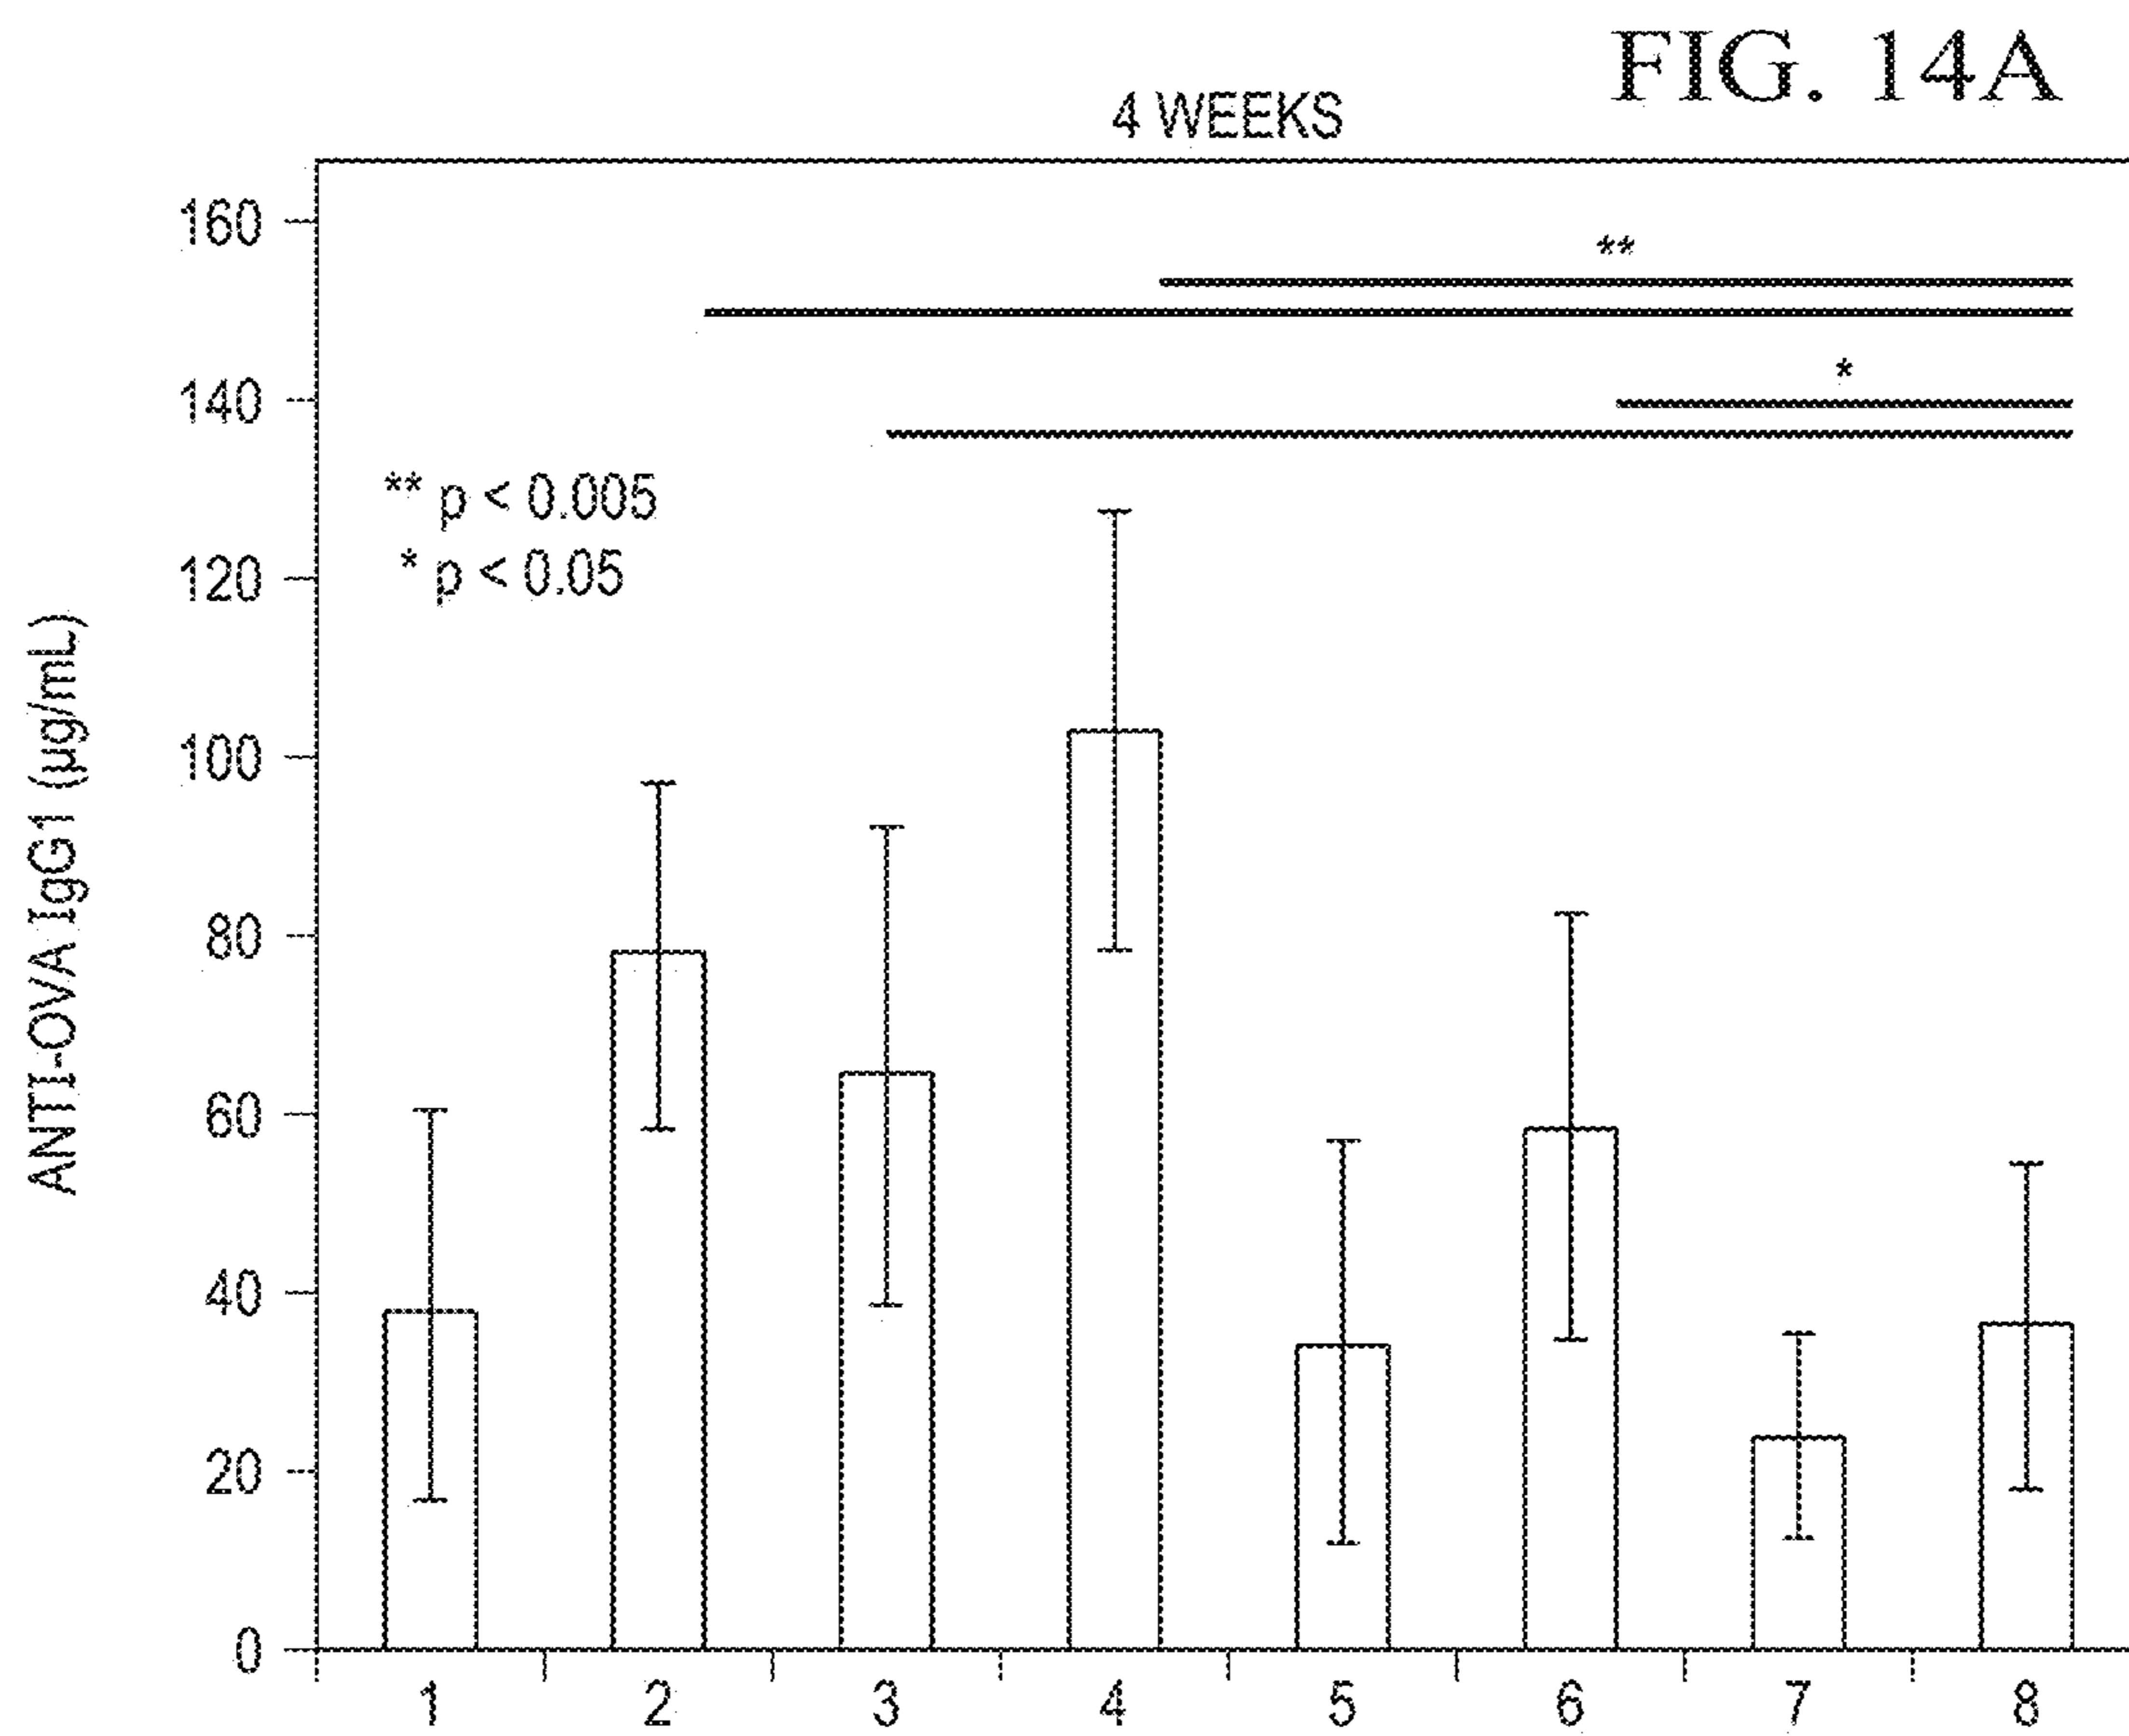 FIG. 14A
4 WEEKS
160
**
140
*
** p < 0.005
* p < 0.05
120
100
80
60
40
20
0
ANTI-OVA IgG1 (µg/mL)
1 2 3 4 5 6 7 8